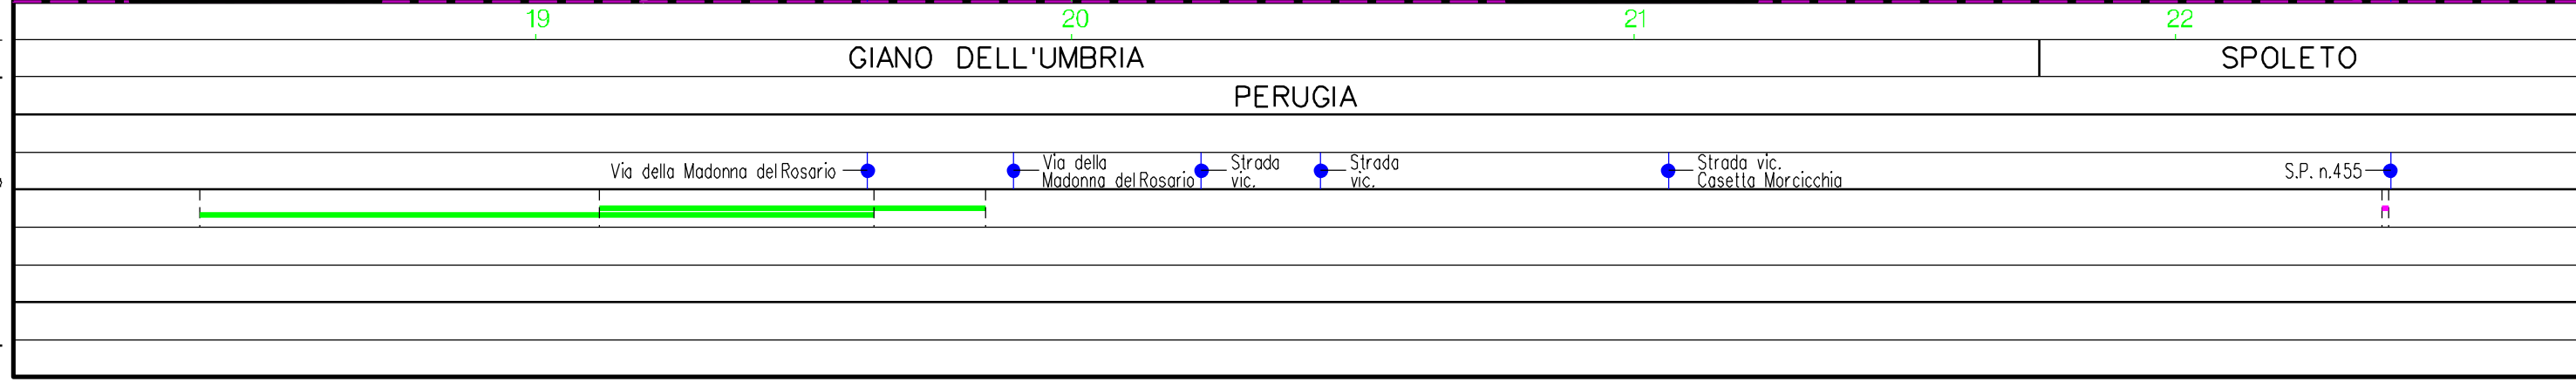 19 20 21 22
GIANO DELL'UMBRIA SPOLETO
PERUGIA
Via della Madonna del Rosario
Via della
Madonna del Rosario
Strada
vic.
Strada
vic.
Strada vic.
Casetta Morcicchia
S.P. n.455